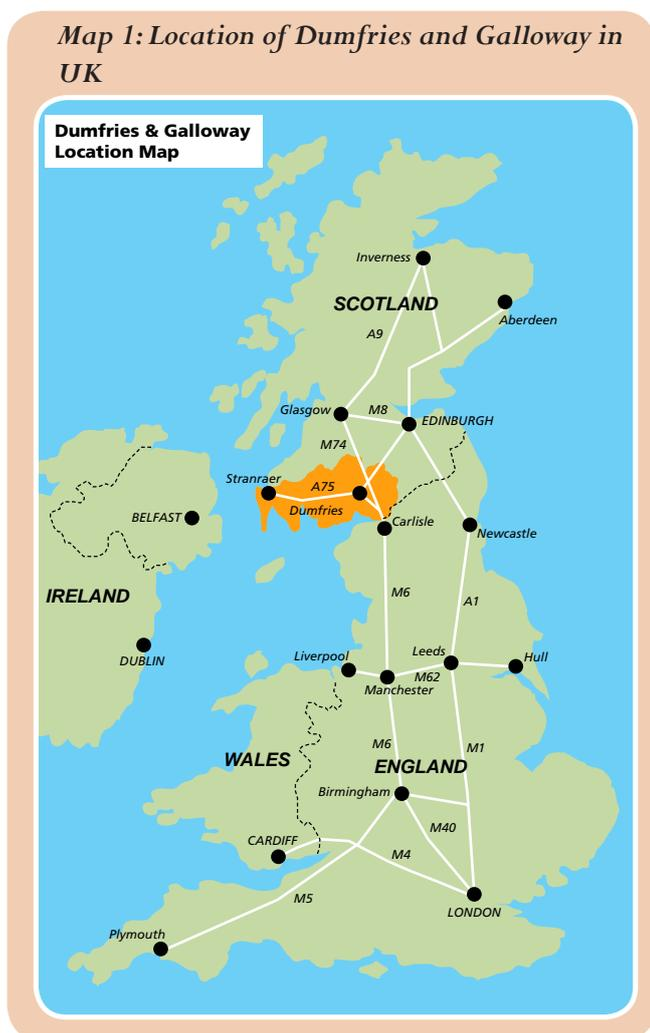 Map 1: Location of Dumfries and Galloway in
UK
Dumfries & Galloway
Location Map
Inverness
SCOTLAND
Aberdeen
A9
Glasgow
M8
EDINBURGH
M74
Stranraer
A75
Dumfries
BELFAST
Carlisle
Newcastle
IRELAND
M6
A1
DUBLIN
Liverpool
Leeds
Hull
M62
Manchester
M6
M1
WALES
ENGLAND
Birmingham
M40
CARDIFF
M4
M5
LONDON
Plymouth